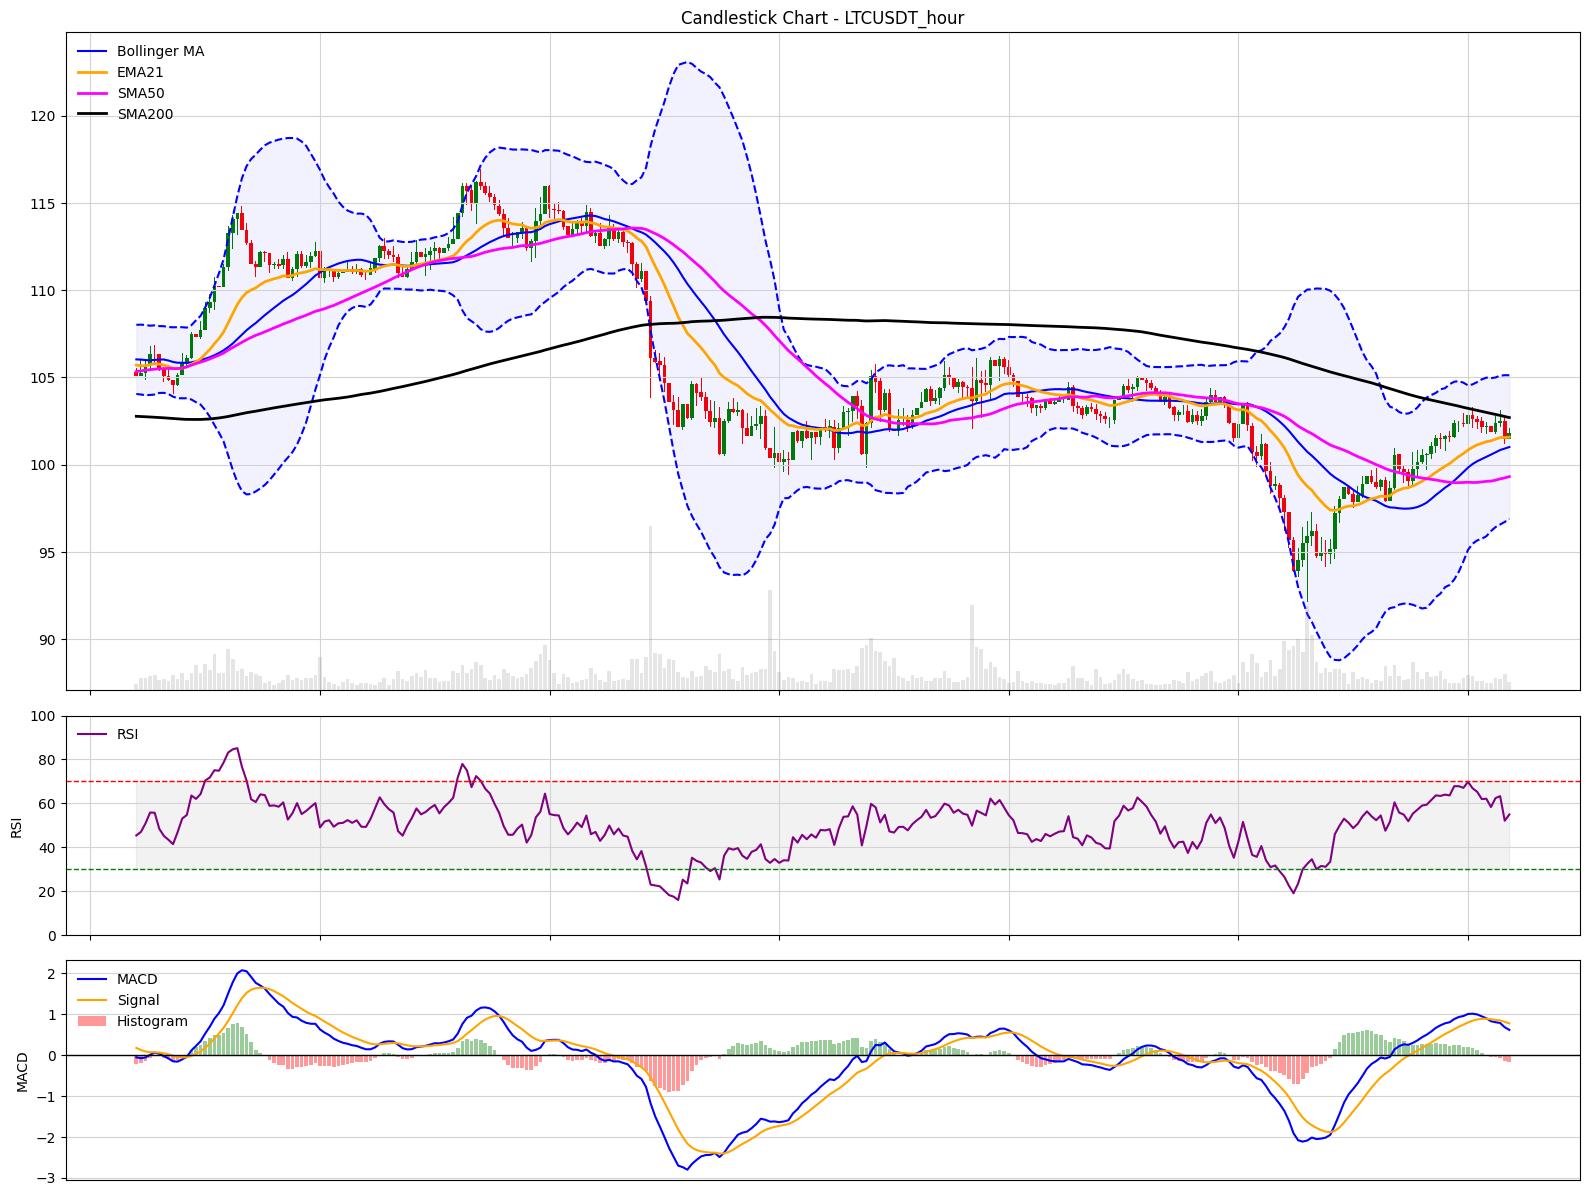 Candlestick Chart - LTCUSDT_hour
Bollinger MA
EMA21
SMA50
SMA200
120
115
110
105
100
95
90
RSI
100
80
60
40
20
0
RSI
MACD
Signal
Histogram
2
1
0
−1
−2
−3
MACD